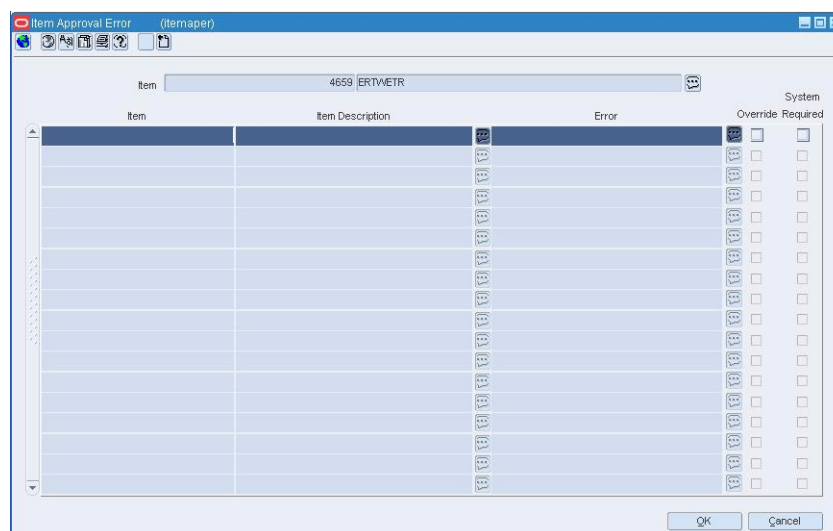 Item Approval Error (itemaper)
Item 4659 ERTWETR
System
Item Item Description Error Override Required
OK Cancel